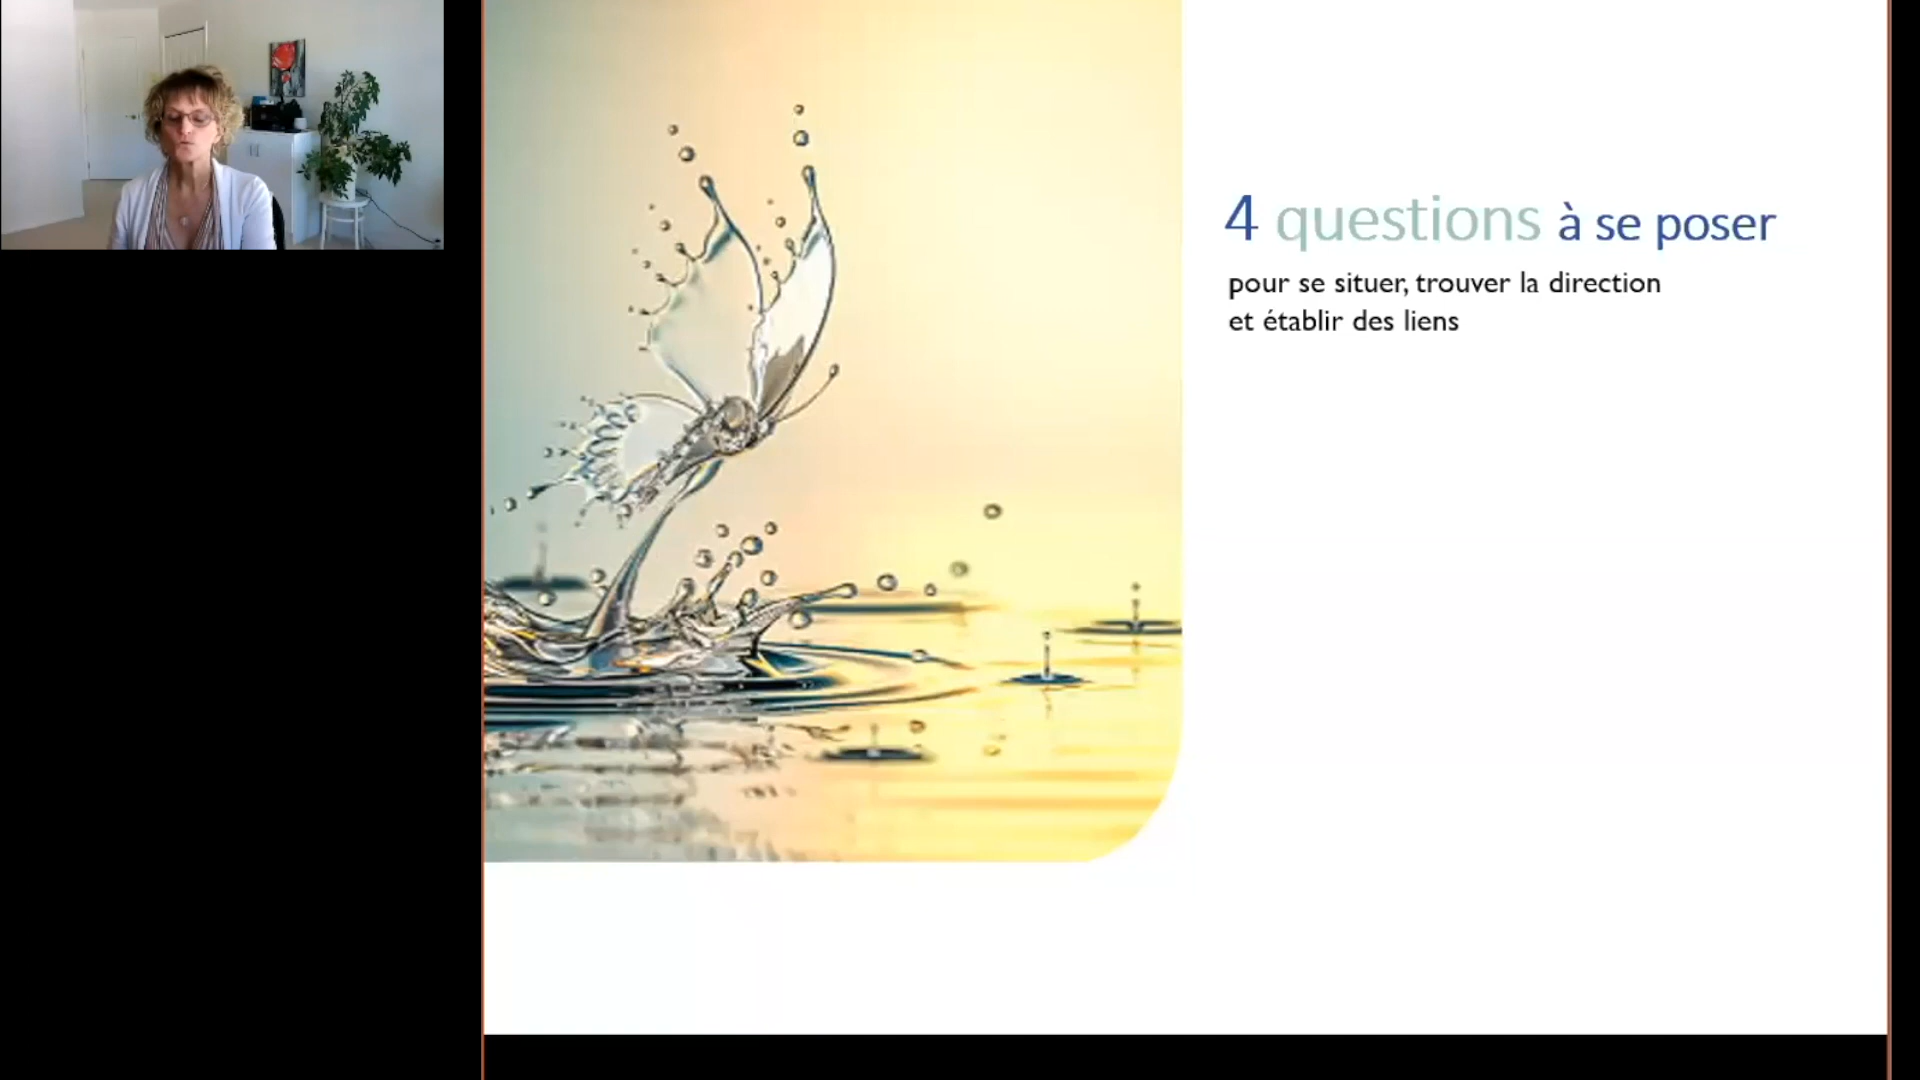 4 questions à se poser
pour se situer, trouver la direction
et établir des liens